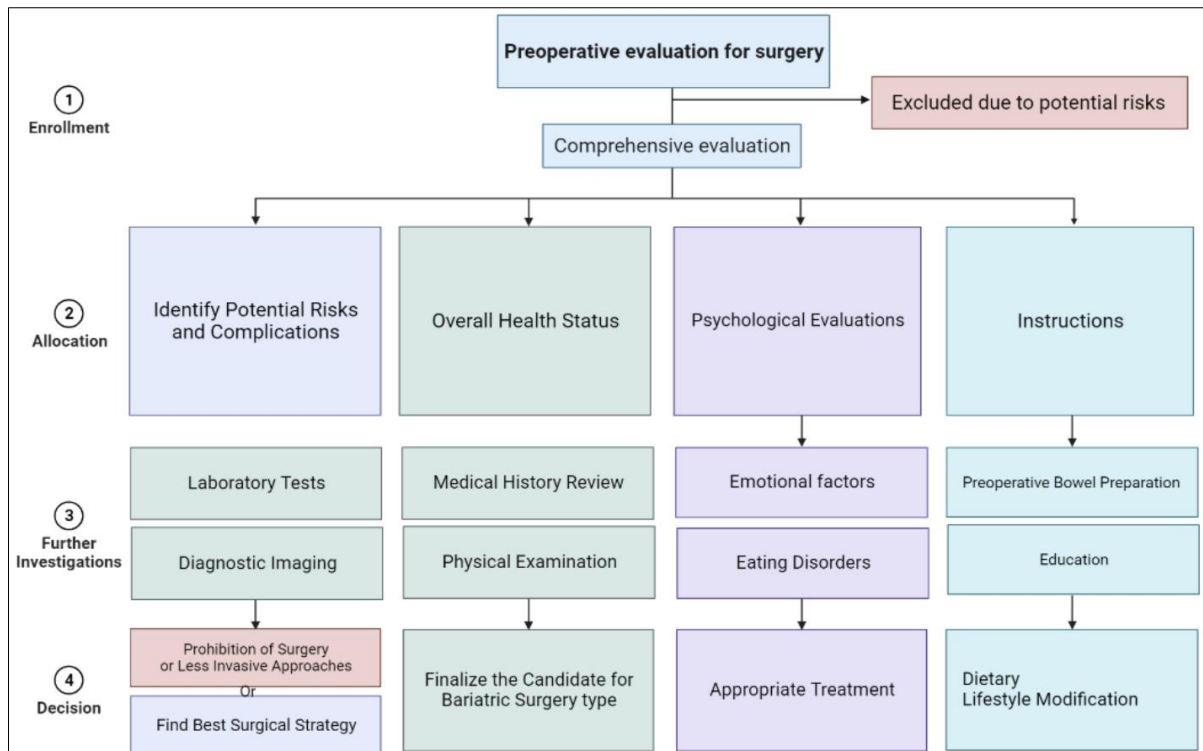 Preoperative evaluation for surgery
1
Enrollment
Excluded due to potential risks
Comprehensive evaluation
2
Allocation
Identify Potential Risks
and Complications
Overall Health Status
Psychological Evaluations
Instructions
3
Further
Investigations
Laboratory Tests
Medical History Review
Emotional factors
Preoperative Bowel Preparation
Diagnostic Imaging
Physical Examination
Eating Disorders
Education
4
Decision
Prohibition of Surgery
or Less Invasive Approaches
Or
Find Best Surgical Strategy
Finalize the Candidate for
Bariatric Surgery type
Appropriate Treatment
Dietary
Lifestyle Modification